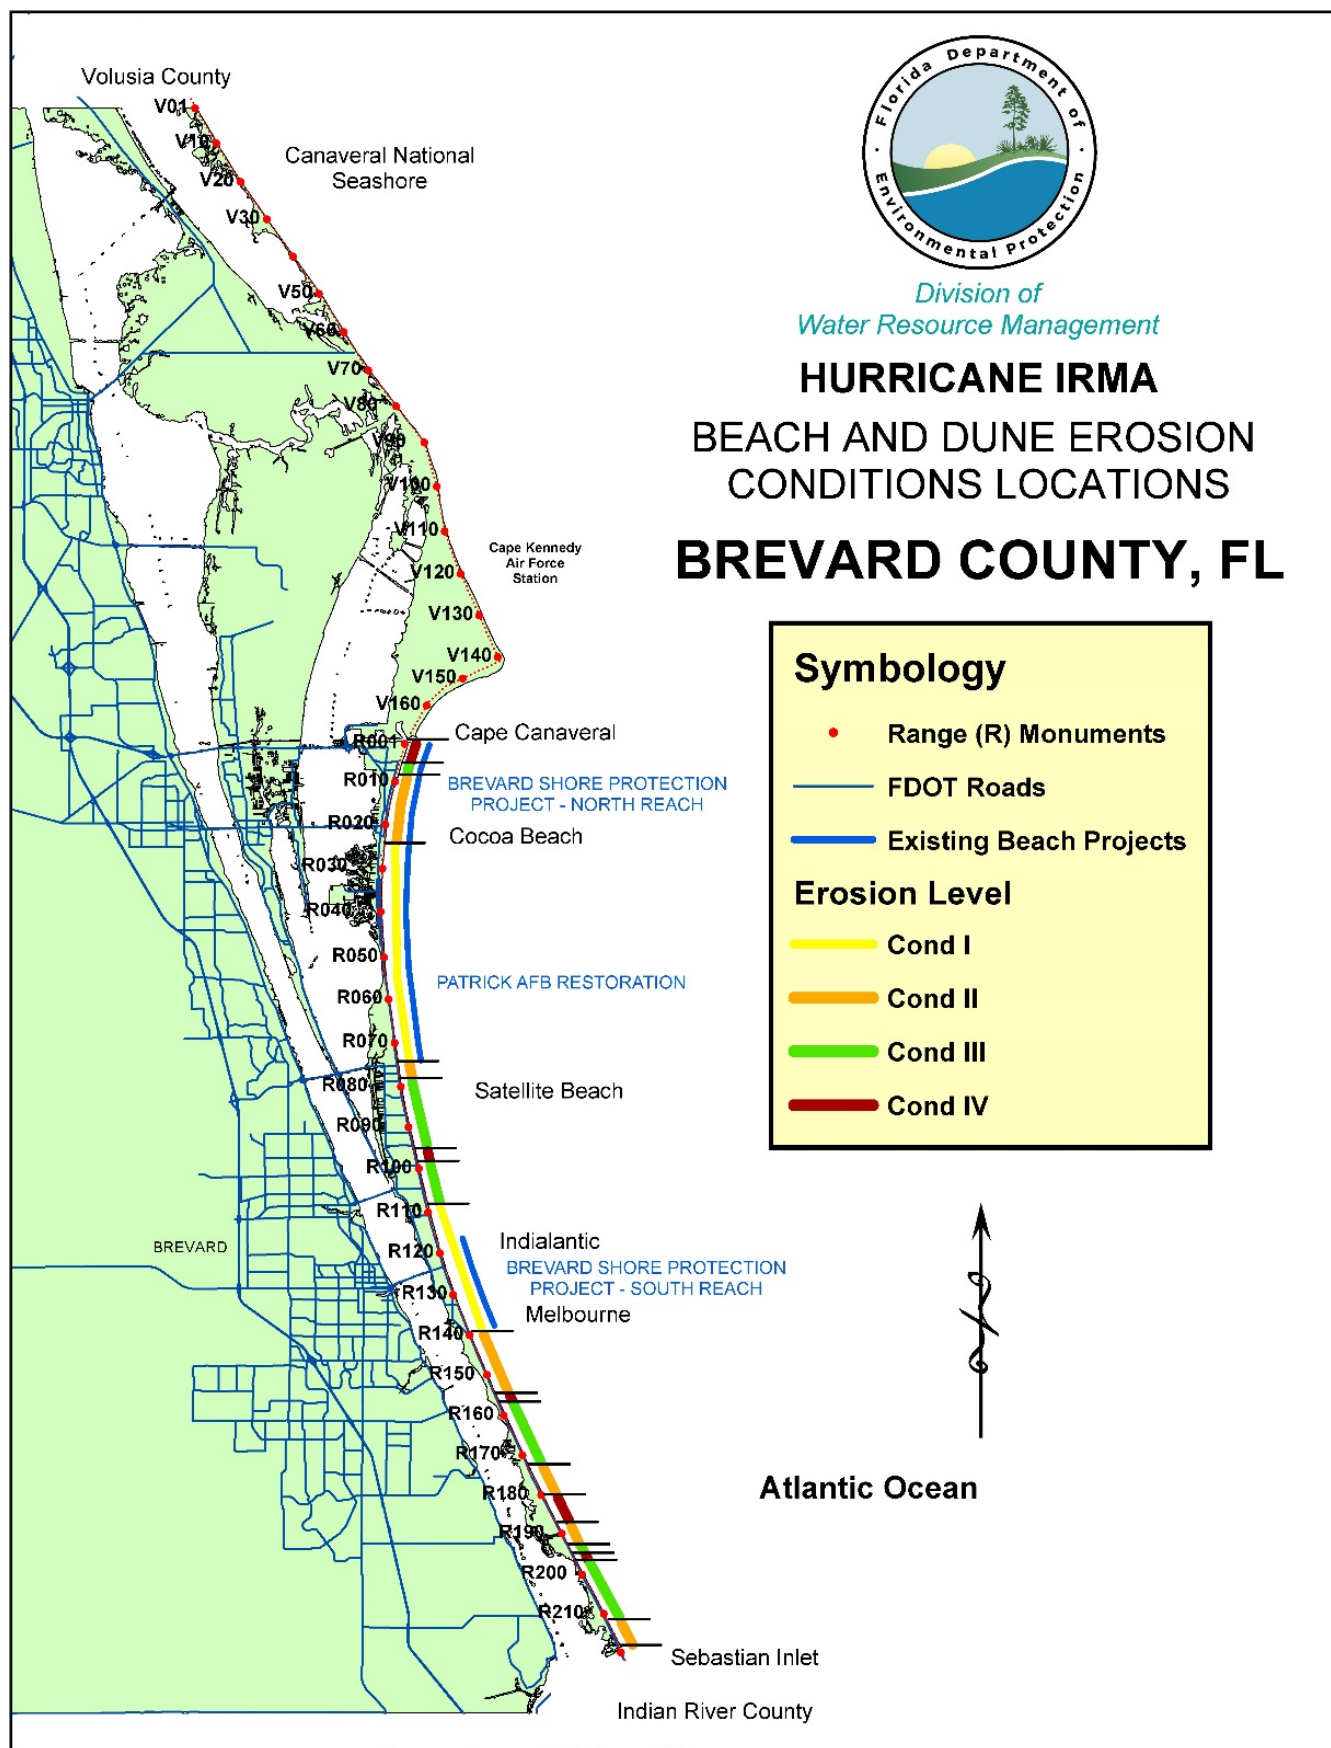 Volusia County
V01
V10
V20
V30
V50
V60
V70
V80
V90
V100
V110
V120
V130
V140
V150
V160
Canaveral National
Seashore
Cape Kennedy
Air Force
Station
Cape Canaveral
R001
R010
BREVARD SHORE PROTECTION
PROJECT - NORTH REACH
R020
Cocoa Beach
R030
R040
R050
PATRICK AFB RESTORATION
R060
R070
R080
Satellite Beach
R090
R100
R110
BREVARD
R120
Indialantic
BREVARD SHORE PROTECTION
PROJECT - SOUTH REACH
R130
Melbourne
R140
R150
R160
R170
R180
R190
R200
R210
Sebastian Inlet
Indian River County
Florida Department of
Environmental Protection
Division of
Water Resource Management
HURRICANE IRMA
BEACH AND DUNE EROSION
CONDITIONS LOCATIONS
BREVARD COUNTY, FL
Symbology
Range (R) Monuments
FDOT Roads
Existing Beach Projects
Erosion Level
Cond I
Cond II
Cond III
Cond IV
N
Atlantic Ocean